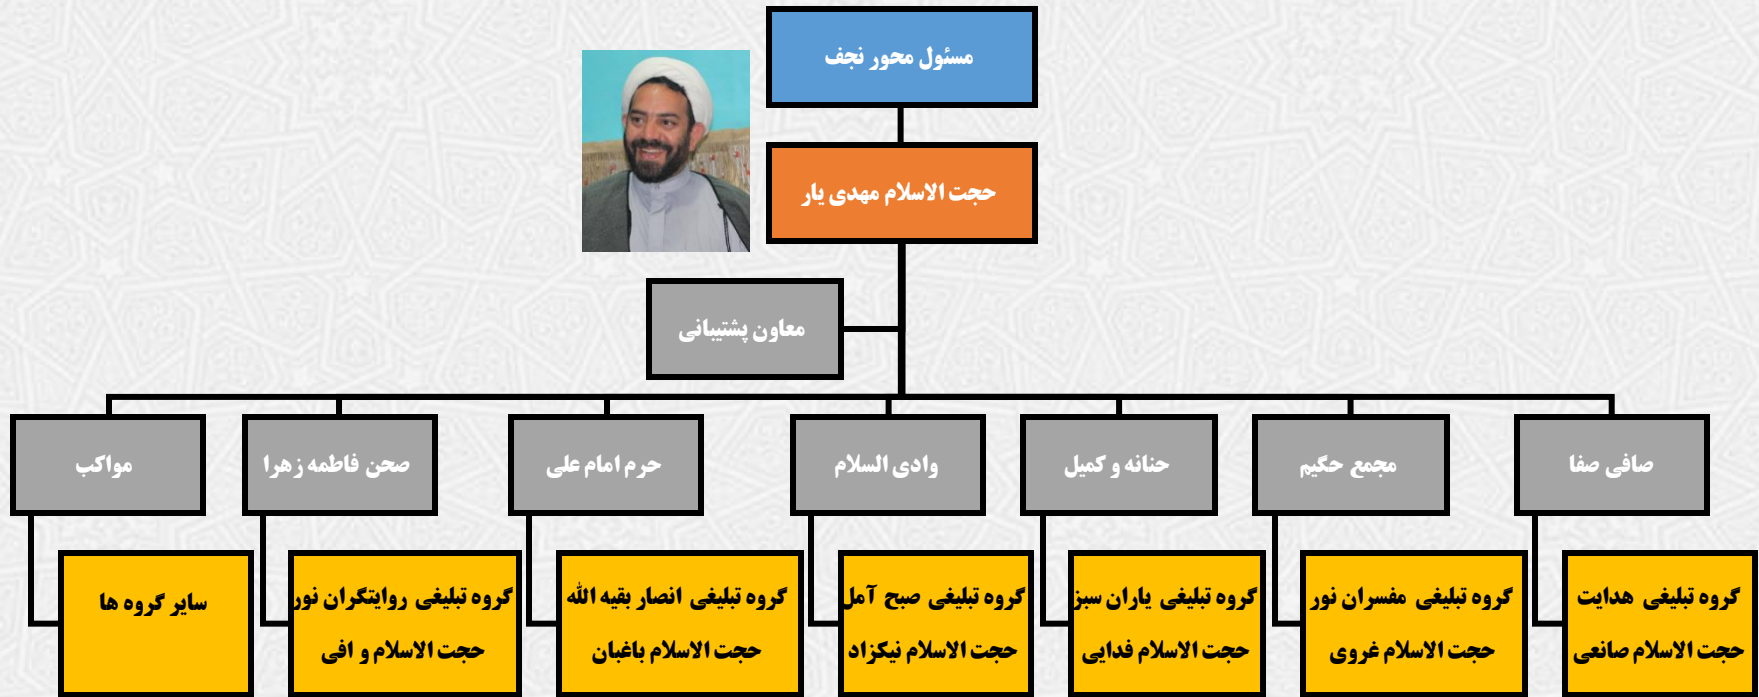 مسئول محور نجف
حجت الاسلام مهدی یار
معاون پشتیبانی
صافی صفا
مجمع حکیم
حنانه و کمیل
وادی السلام
حرم امام علی
صحن فاطمه زهرا
مواکب
گروه تبلیغی هدایت
حجت الاسلام صانعی
گروه تبلیغی مفسران نور
حجت الاسلام غروی
گروه تبلیغی یاران سبز
حجت الاسلام فدایی
گروه تبلیغی صبح آمل
حجت الاسلام نیکزاد
گروه تبلیغی انصار بقیه الله
حجت الاسلام باغبان
گروه تبلیغی روایتگران نور
حجت الاسلام و افی
سایر گروه ها